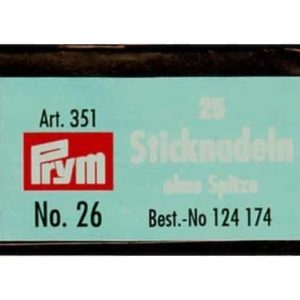 Art. 351
25
Prym
Sticknadeln
ohne Spitze
No. 26
Best.-No 124 174